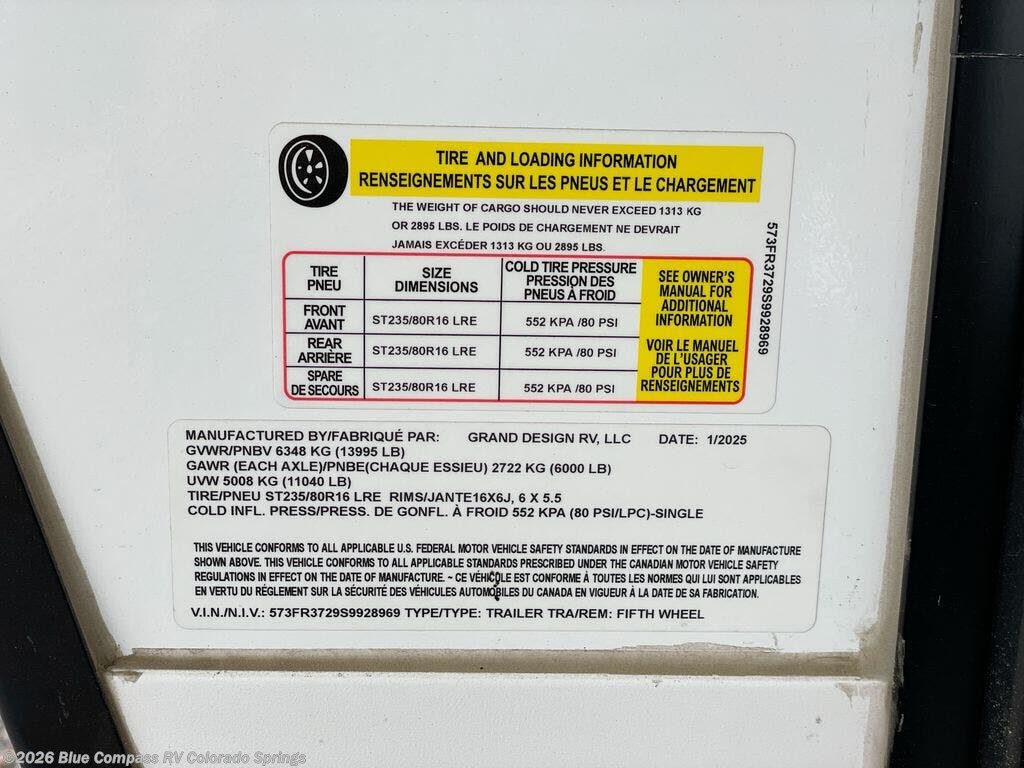 TIRE AND LOADING INFORMATION
RENSEIGNEMENTS SUR LES PNEUS ET LE CHARGEMENT
THE WEIGHT OF CARGO SHOULD NEVER EXCEED 1313 KG
OR 2895 LBS. LE POIDS DE CHARGEMENT NE DEVRAIT
JAMAIS EXCÉDER 1313 KG OU 2895 LBS.
TIRE
PNEU
SIZE
DIMENSIONS
COLD TIRE PRESSURE
PRESSION DES
PNEUS À FROID
FRONT
AVANT
ST235/80R16 LRE
552 KPA /80 PSI
REAR
ARRIÈRE
ST235/80R16 LRE
552 KPA /80 PSI
SPARE
DE SECOURS
ST235/80R16 LRE
552 KPA /80 PSI
SEE OWNER'S
MANUAL FOR
ADDITIONAL
INFORMATION
VOIR LE MANUEL
DE L'USAGER
POUR PLUS DE
RENSEIGNEMENTS
573FR3729S9928969
MANUFACTURED BY/FABRIQUÉ PAR: GRAND DESIGN RV, LLC DATE: 1/2025
GVWR/PNBV 6348 KG (13995 LB)
GAWR (EACH AXLE)/PNBE(CHAQUE ESSIEU) 2722 KG (6000 LB)
UVW 5008 KG (11040 LB)
TIRE/PNEU ST235/80R16 LRE RIMS/JANTE16X6J, 6 X 5.5
COLD INFL. PRESS/PRESS. DE GONFL. À FROID 552 KPA (80 PSI/LPC)-SINGLE
THIS VEHICLE CONFORMS TO ALL APPLICABLE U.S. FEDERAL MOTOR VEHICLE SAFETY STANDARDS IN EFFECT ON THE DATE OF MANUFACTURE
SHOWN ABOVE. THIS VEHICLE CONFORMS TO ALL APPLICABLE STANDARDS PRESCRIBED UNDER THE CANADIAN MOTOR VEHICLE SAFETY
REGULATIONS IN EFFECT ON THE DATE OF MANUFACTURE. ~ CE VÉHICULE EST CONFORME À TOUTES LES NORMES QUI LUI SONT APPLICABLES
EN VERTU DU RÉGLEMENT SUR LA SÉCURITÉ DES VÉHICULES AUTOMOBILES DU CANADA EN VIGUEUR À LA DATE DE SA FABRICATION.
V.I.N./N.I.V.: 573FR3729S9928969 TYPE/TYPE: TRAILER TRA/REM: FIFTH WHEEL
©2026 Blue Compass RV Colorado Springs